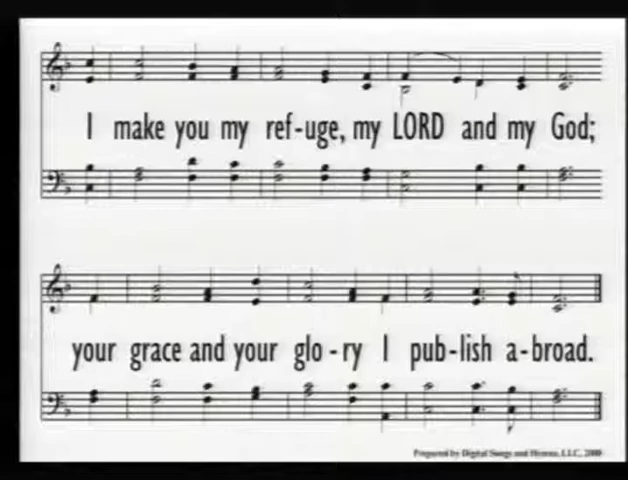 I make you my ref-uge, my LORD and my God;
your grace and your glo-ry I pub-lish a-broad.
Prepared by Digital Songs and Hymns, LLC, 2000